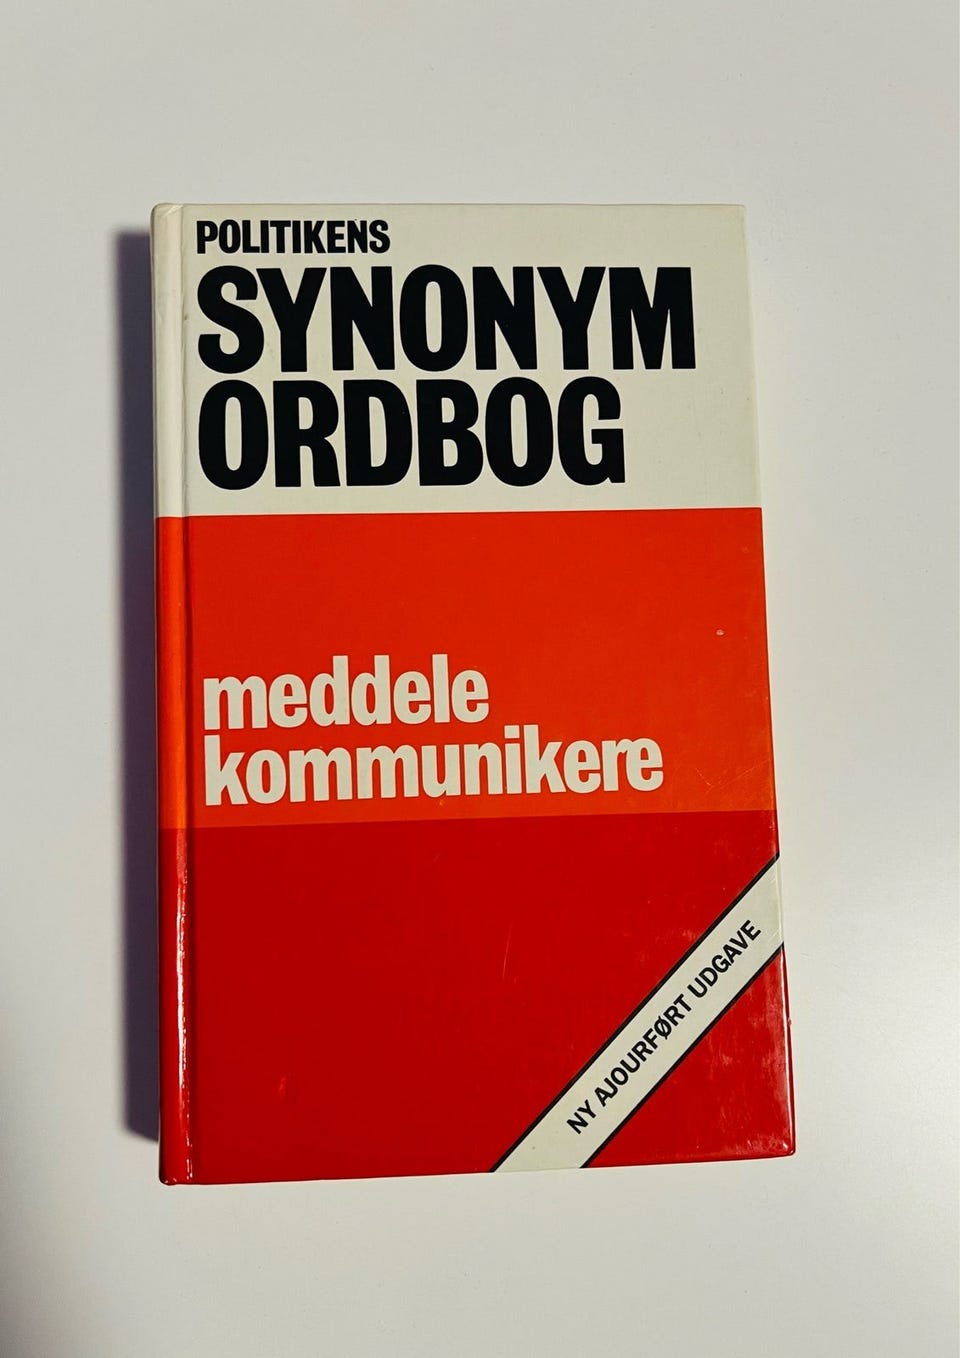 POLITIKENS
SYNONYM
ORDBOG
meddele
kommunikere
NY AJOURFØRT UDGAVE